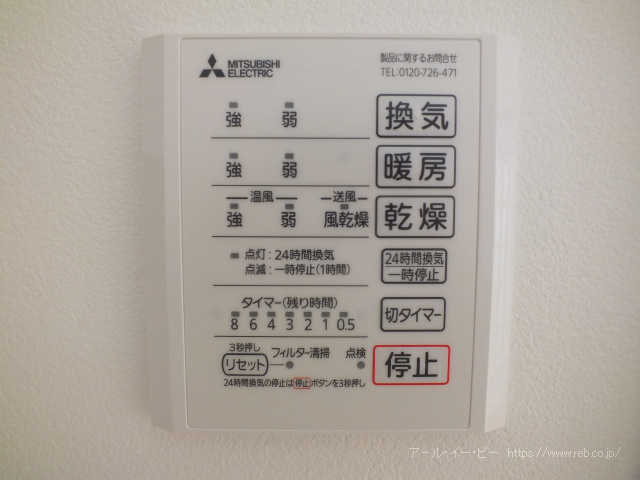 MITSUBISHI
ELECTRIC
製品に関するお問合せ
TEL:0120-726-471
強 弱 換気
強 弱 暖房
温風 送風
強 弱 風乾燥 乾燥
点灯:24時間換気
点滅:一時停止(1時間)
24時間換気
一時停止
タイマー(残り時間)
8 6 4 3 2 1 0.5
切タイマー
3秒押し
リセット フィルター清掃 点検
停止
24時間換気の停止は停止ボタンを3秒押し
アール・イー・ビー https://www.reb.co.jp/